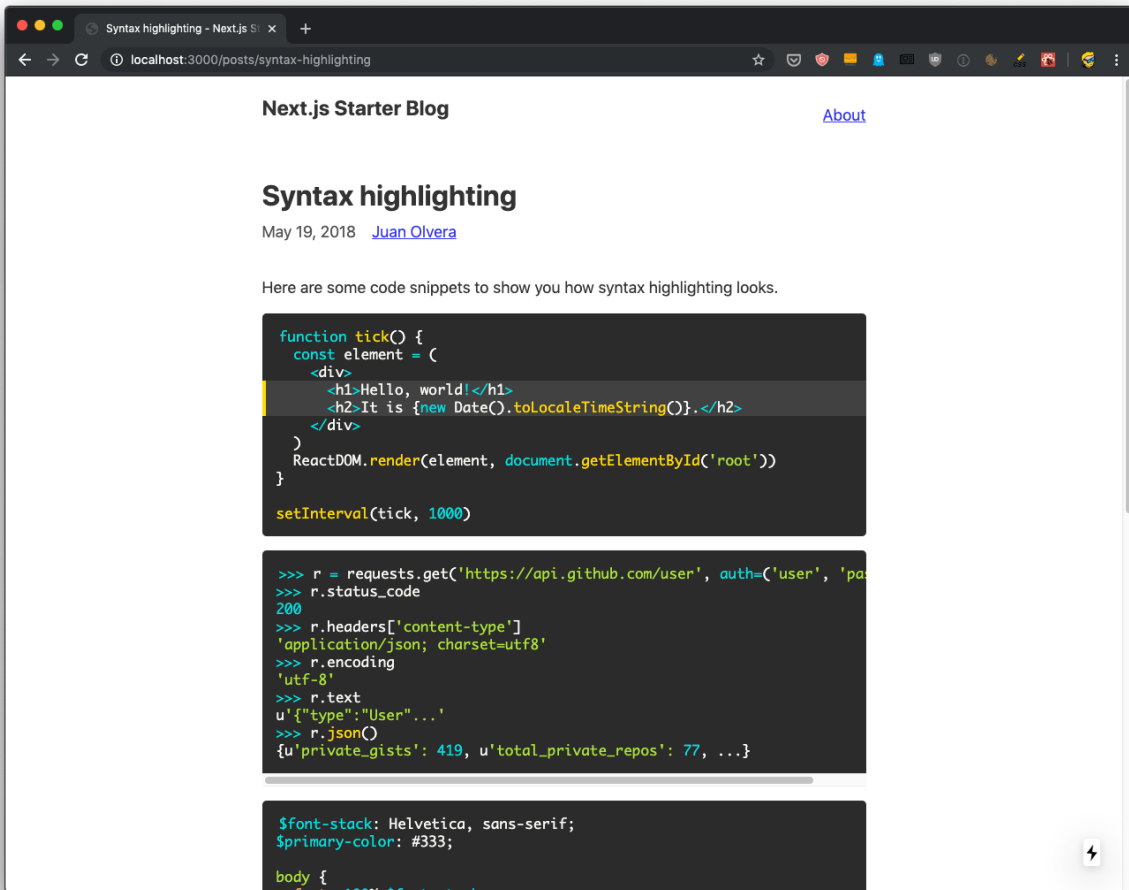 Syntax highlighting - Next.js S
localhost:3000/posts/syntax-highlighting
Next.js Starter Blog
About
Syntax highlighting
May 19, 2018 Juan Olvera
Here are some code snippets to show you how syntax highlighting looks.
function tick() {
  const element = (
    <div>
      <h1>Hello, world!</h1>
      <h2>It is {new Date().toLocaleTimeString()}.</h2>
    </div>
  )
  ReactDOM.render(element, document.getElementById('root'))
}
setInterval(tick, 1000)
>>> r = requests.get('https://api.github.com/user', auth=('user', 'pas
>>> r.status_code
200
>>> r.headers['content-type']
'application/json; charset=utf8'
>>> r.encoding
'utf-8'
>>> r.text
u'{"type":"User"...'
>>> r.json()
{u'private_gists': 419, u'total_private_repos': 77, ...}
$font-stack: Helvetica, sans-serif;
$primary-color: #333;
body {